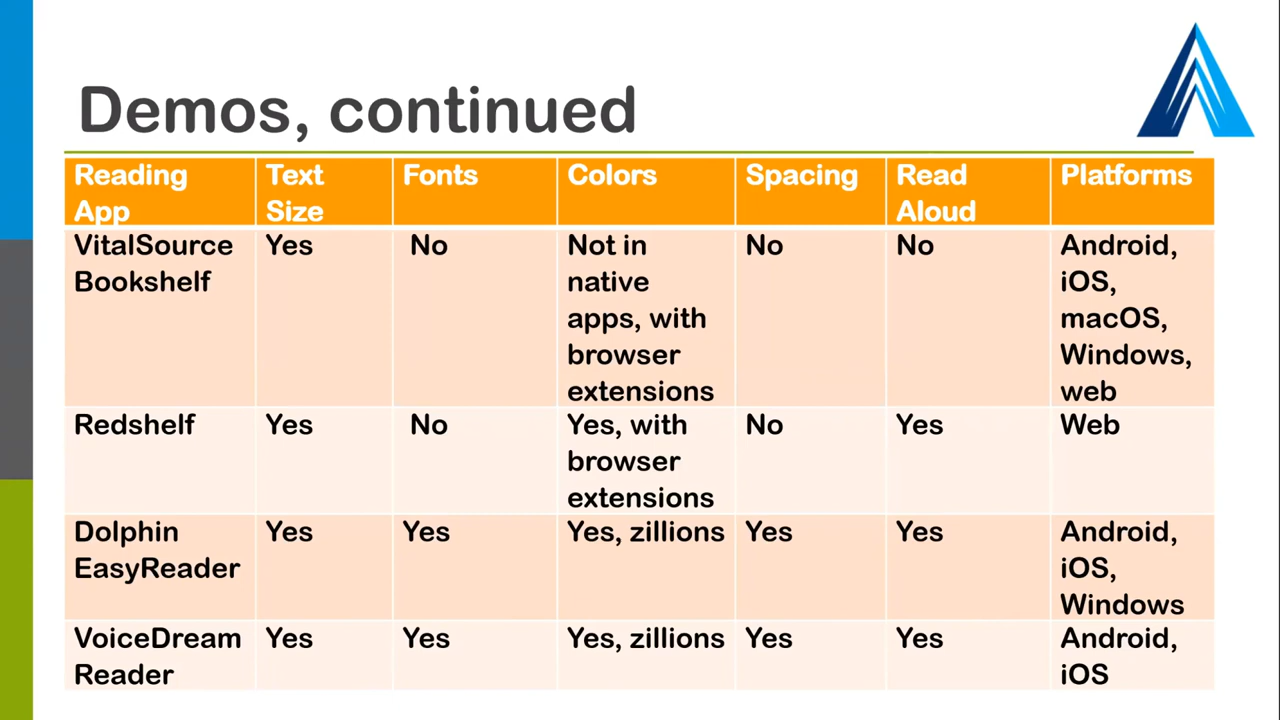 Demos, continued
Reading App | Text Size | Fonts | Colors | Spacing | Read Aloud | Platforms
VitalSource Bookshelf | Yes | No | Not in native apps, with browser extensions | No | No | Android, iOS, macOS, Windows, web
Redshelf | Yes | No | Yes, with browser extensions | No | Yes | Web
Dolphin EasyReader | Yes | Yes | Yes, zillions | Yes | Yes | Android, iOS, Windows
VoiceDream Reader | Yes | Yes | Yes, zillions | Yes | Yes | Android, iOS